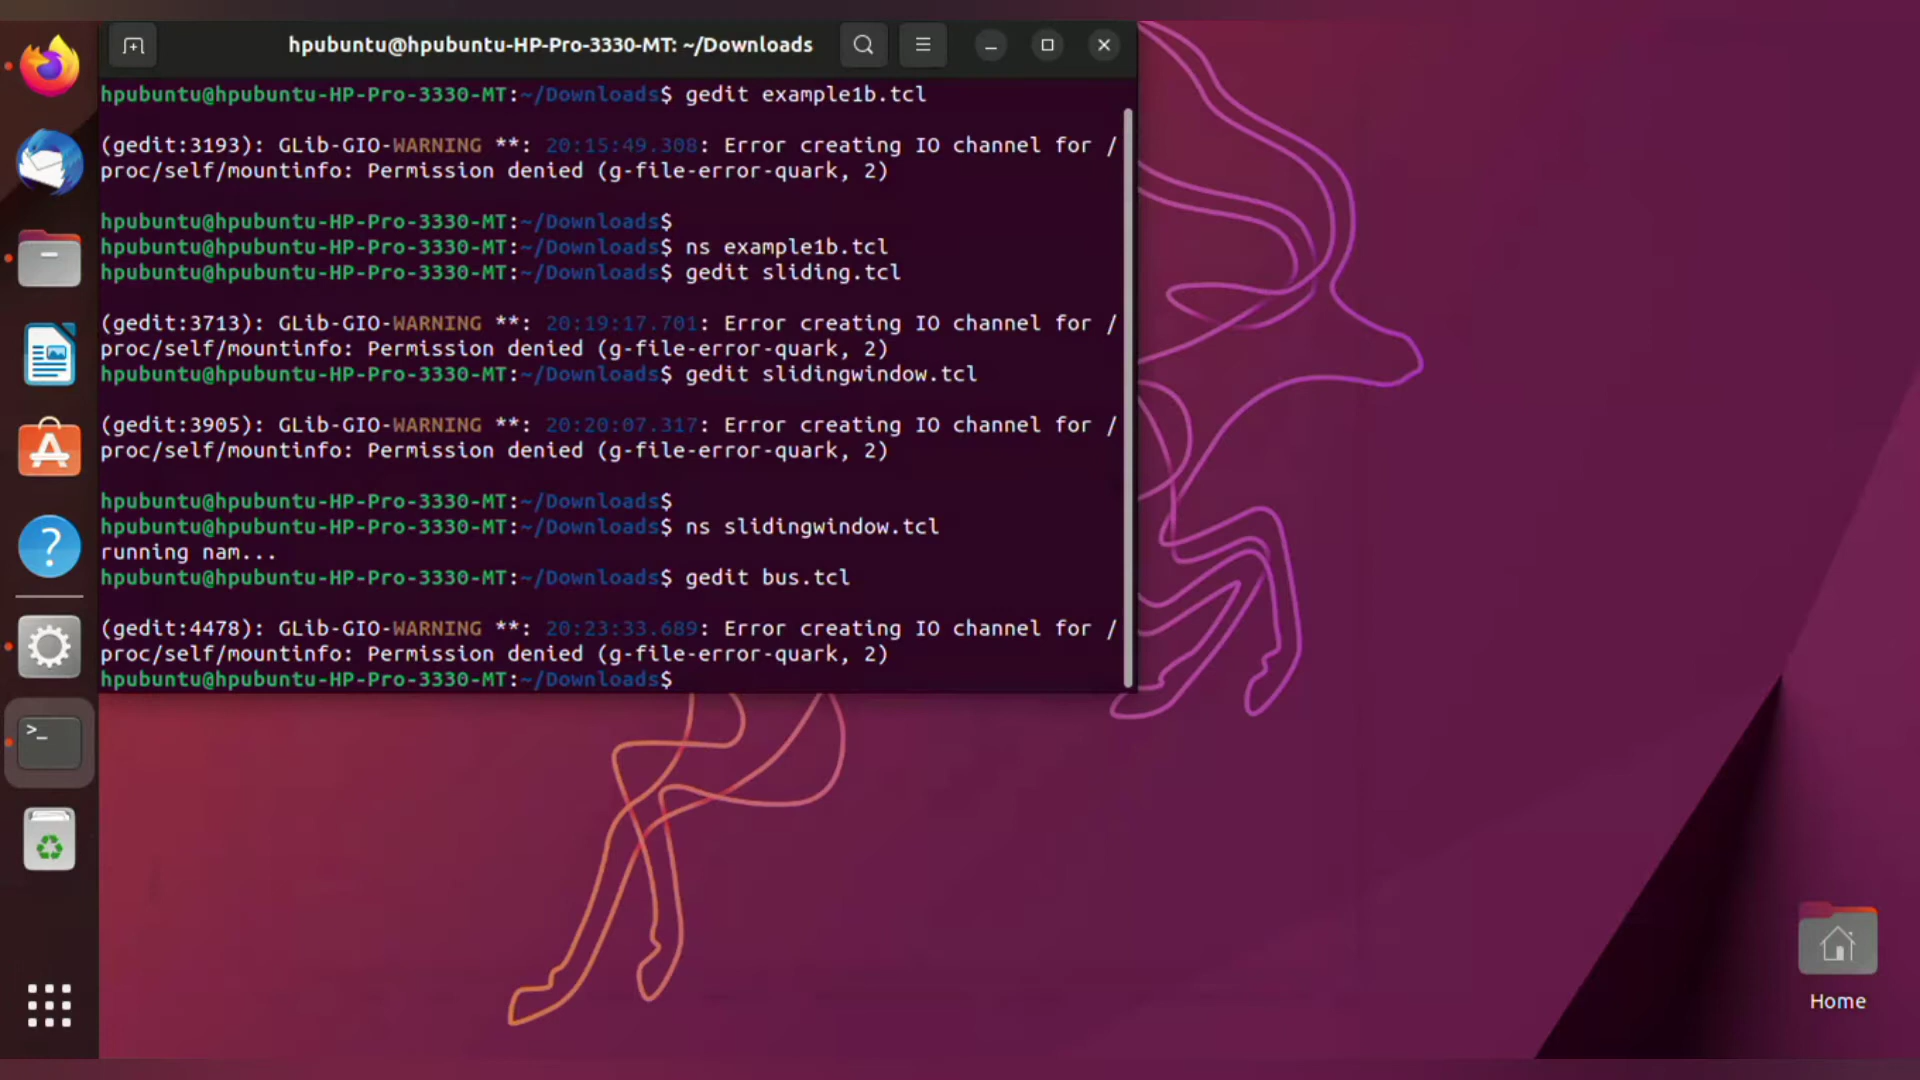 hpubuntu@hpubuntu-HP-Pro-3330-MT: ~/Downloads
hpubuntu@hpubuntu-HP-Pro-3330-MT:~/Downloads$ gedit example1b.tcl
(gedit:3193): GLib-GIO-WARNING **: 20:15:49.308: Error creating IO channel for /
proc/self/mountinfo: Permission denied (g-file-error-quark, 2)
hpubuntu@hpubuntu-HP-Pro-3330-MT:~/Downloads$
hpubuntu@hpubuntu-HP-Pro-3330-MT:~/Downloads$ ns example1b.tcl
hpubuntu@hpubuntu-HP-Pro-3330-MT:~/Downloads$ gedit sliding.tcl
(gedit:3713): GLib-GIO-WARNING **: 20:19:17.701: Error creating IO channel for /
proc/self/mountinfo: Permission denied (g-file-error-quark, 2)
hpubuntu@hpubuntu-HP-Pro-3330-MT:~/Downloads$ gedit slidingwindow.tcl
(gedit:3905): GLib-GIO-WARNING **: 20:20:07.317: Error creating IO channel for /
proc/self/mountinfo: Permission denied (g-file-error-quark, 2)
hpubuntu@hpubuntu-HP-Pro-3330-MT:~/Downloads$
hpubuntu@hpubuntu-HP-Pro-3330-MT:~/Downloads$ ns slidingwindow.tcl
running nam...
hpubuntu@hpubuntu-HP-Pro-3330-MT:~/Downloads$ gedit bus.tcl
(gedit:4478): GLib-GIO-WARNING **: 20:23:33.689: Error creating IO channel for /
proc/self/mountinfo: Permission denied (g-file-error-quark, 2)
hpubuntu@hpubuntu-HP-Pro-3330-MT:~/Downloads$
Home